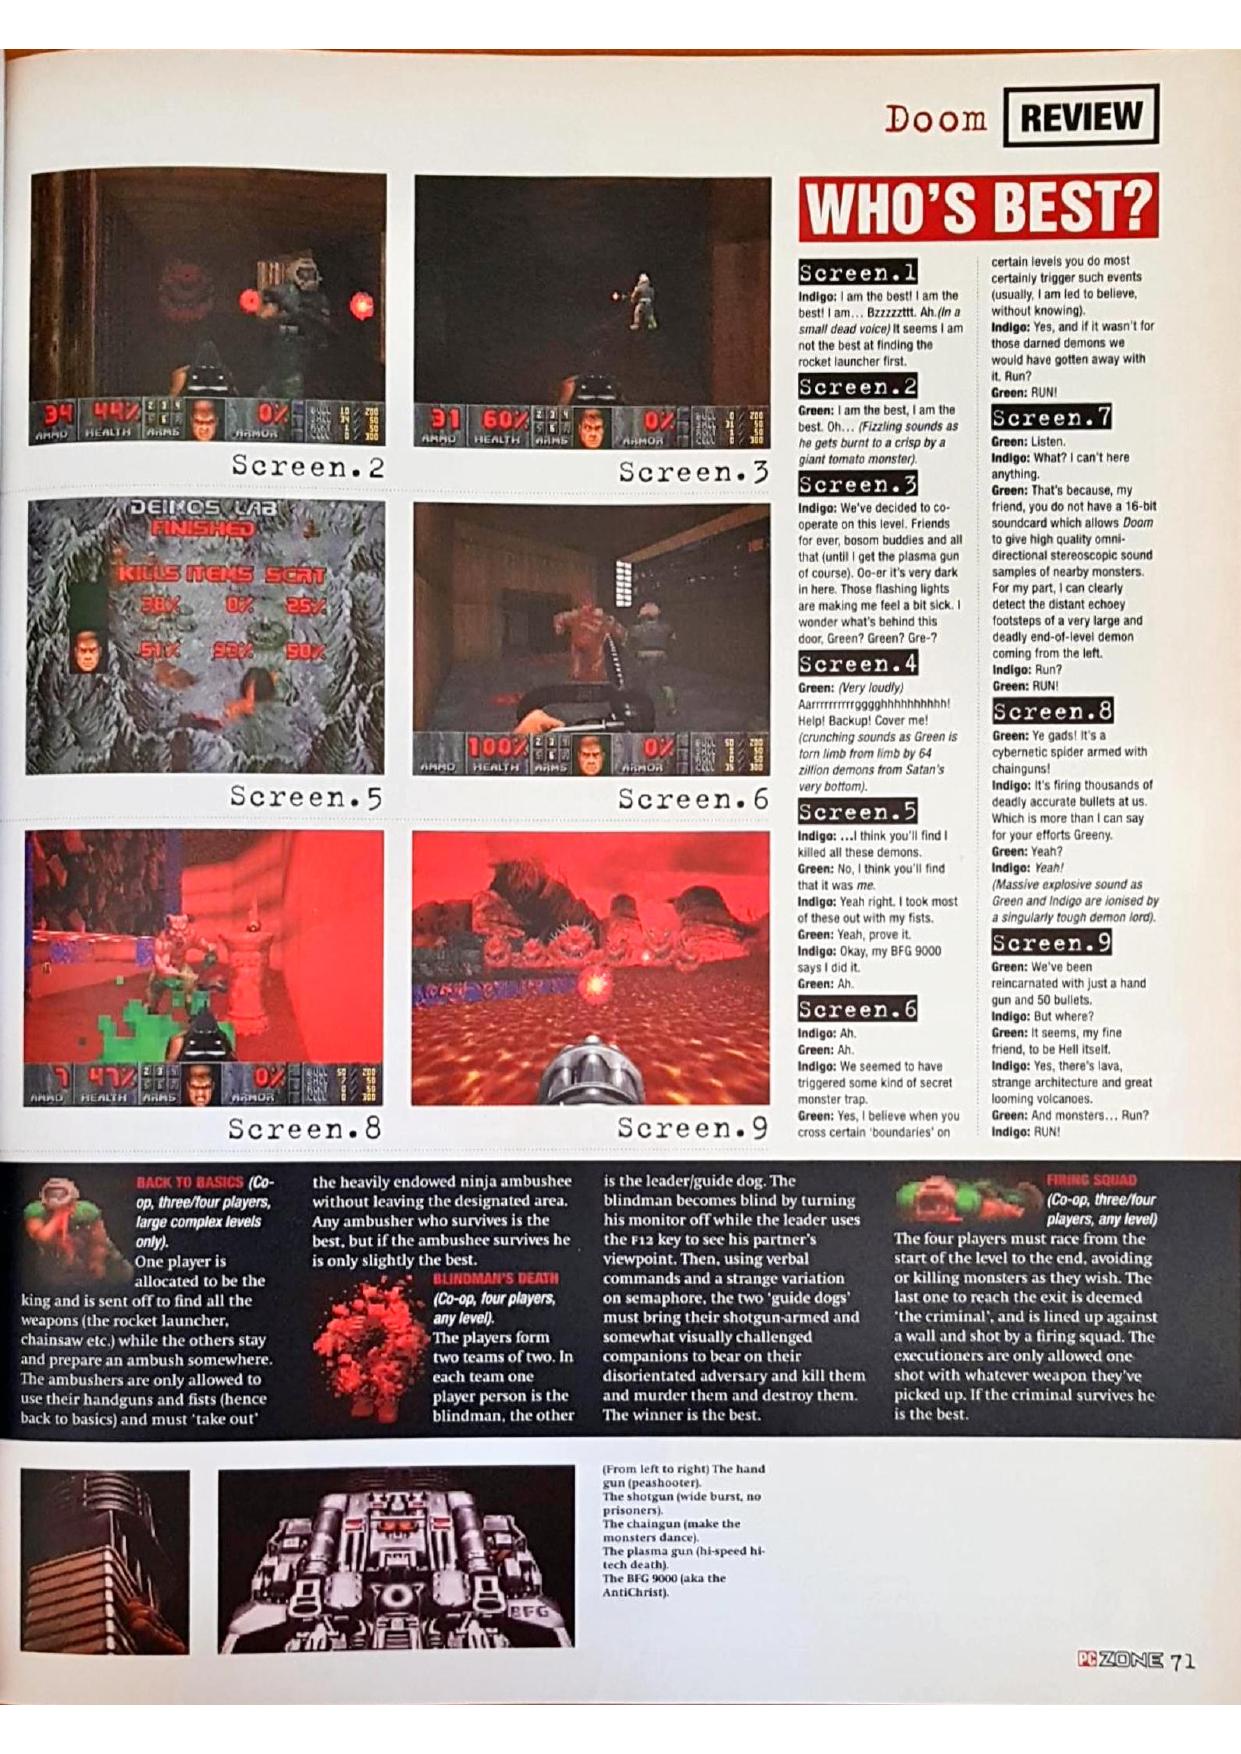 Doom REVIEW
Screen.2
Screen.3
DEIMOS LAB
FINISHED
KILLS ITEMS SCRT
38% 0% 25%
51% 93% 50%
Screen.5
Screen.6
Screen.8
Screen.9
34 44% 0%
AMMO HEALTH ARMS ARMOR
31 60% 0%
AMMO HEALTH ARMS ARMOR
100% 0%
AMMO HEALTH ARMS ARMOR
7 47% 0%
AMMO HEALTH ARMS ARMOR
WHO'S BEST?
Screen.1
Indigo: I am the best! I am the
best! I am... Bzzzzzttt. Ah.(In a
small dead voice) It seems I am
not the best at finding the
rocket launcher first.
Screen.2
Green: I am the best, I am the
best. Oh... (Fizzling sounds as
he gets burnt to a crisp by a
giant tomato monster).
Screen.3
Indigo: We've decided to co-
operate on this level. Friends
for ever, bosom buddies and all
that (until I get the plasma gun
of course). Oo-er it's very dark
in here. Those flashing lights
are making me feel a bit sick. I
wonder what's behind this
door, Green? Green? Gre-?
Screen.4
Green: (Very loudly)
Aarrrrrrrrrrgggghhhhhhhhhh!
Help! Backup! Cover me!
(crunching sounds as Green is
torn limb from limb by 64
zillion demons from Satan's
very bottom).
Screen.5
Indigo: ...I think you'll find I
killed all these demons.
Green: No, I think you'll find
that it was me.
Indigo: Yeah right. I took most
of these out with my fists.
Green: Yeah, prove it.
Indigo: Okay, my BFG 9000
says I did it.
Green: Ah.
Screen.6
Indigo: Ah.
Green: Ah.
Indigo: We seemed to have
triggered some kind of secret
monster trap.
Green: Yes, I believe when you
cross certain 'boundaries' on
certain levels you do most
certainly trigger such events
(usually, I am led to believe,
without knowing).
Indigo: Yes, and if it wasn't for
those darned demons we
would have gotten away with
it. Run?
Green: RUN!
Screen.7
Green: Listen.
Indigo: What? I can't here
anything.
Green: That's because, my
friend, you do not have a 16-bit
soundcard which allows Doom
to give high quality omni-
directional stereoscopic sound
samples of nearby monsters.
For my part, I can clearly
detect the distant echoey
footsteps of a very large and
deadly end-of-level demon
coming from the left.
Indigo: Run?
Green: RUN!
Screen.8
Green: Ye gads! It's a
cybernetic spider armed with
chainguns!
Indigo: It's firing thousands of
deadly accurate bullets at us.
Which is more than I can say
for your efforts Greeny.
Green: Yeah?
Indigo: Yeah!
(Massive explosive sound as
Green and Indigo are ionised by
a singularly tough demon lord).
Screen.9
Green: We've been
reincarnated with just a hand
gun and 50 bullets.
Indigo: But where?
Green: It seems, my fine
friend, to be Hell itself.
Indigo: Yes, there's lava,
strange architecture and great
looming volcanoes.
Green: And monsters... Run?
Indigo: RUN!
BACK TO BASICS (Co-
op, three/four players,
large complex levels
only).
One player is
allocated to be the
king and is sent off to find all the
weapons (the rocket launcher,
chainsaw etc.) while the others stay
and prepare an ambush somewhere.
The ambushers are only allowed to
use their handguns and fists (hence
back to basics) and must 'take out'
the heavily endowed ninja ambushee
without leaving the designated area.
Any ambusher who survives is the
best, but if the ambushee survives he
is only slightly the best.
BLINDMAN'S DEATH
(Co-op, four players,
any level).
The players form
two teams of two. In
each team one
player person is the
blindman, the other
is the leader/guide dog. The
blindman becomes blind by turning
his monitor off while the leader uses
the F12 key to see his partner's
viewpoint. Then, using verbal
commands and a strange variation
on semaphore, the two 'guide dogs'
must bring their shotgun-armed and
somewhat visually challenged
companions to bear on their
disorientated adversary and kill them
and murder them and destroy them.
The winner is the best.
FIRING SQUAD
(Co-op, three/four
players, any level)
The four players must race from the
start of the level to the end, avoiding
or killing monsters as they wish. The
last one to reach the exit is deemed
'the criminal', and is lined up against
a wall and shot by a firing squad. The
executioners are only allowed one
shot with whatever weapon they've
picked up. If the criminal survives he
is the best.
BFG
(From left to right) The hand
gun (peashooter).
The shotgun (wide burst, no
prisoners).
The chaingun (make the
monsters dance).
The plasma gun (hi-speed hi-
tech death).
The BFG 9000 (aka the
AntiChrist).
PC ZONE 71